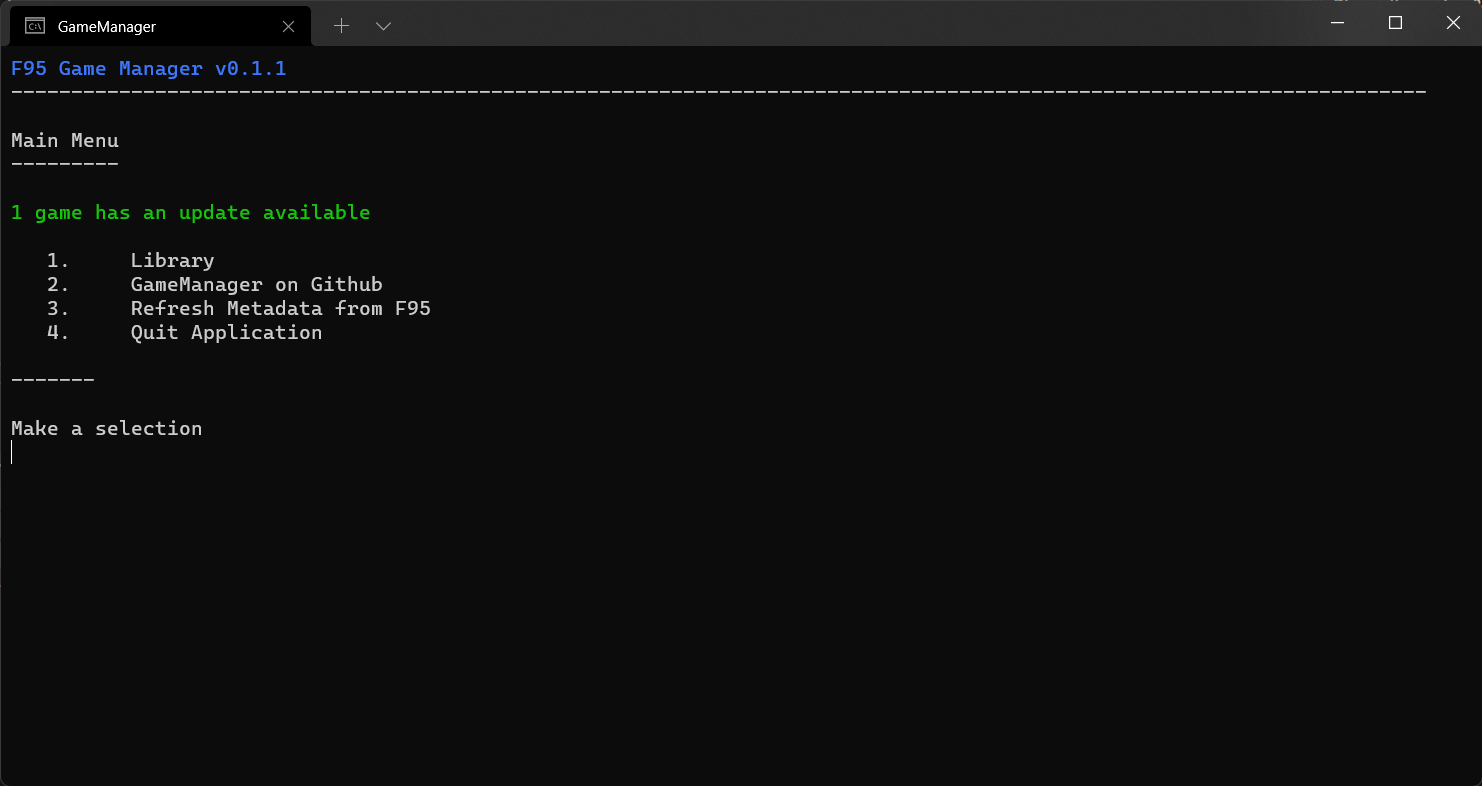 GameManager
F95 Game Manager v0.1.1
----------------------------------------------------------------------------------------------------------------------
Main Menu
---------
1 game has an update available
1. Library
2. GameManager on Github
3. Refresh Metadata from F95
4. Quit Application
-------
Make a selection